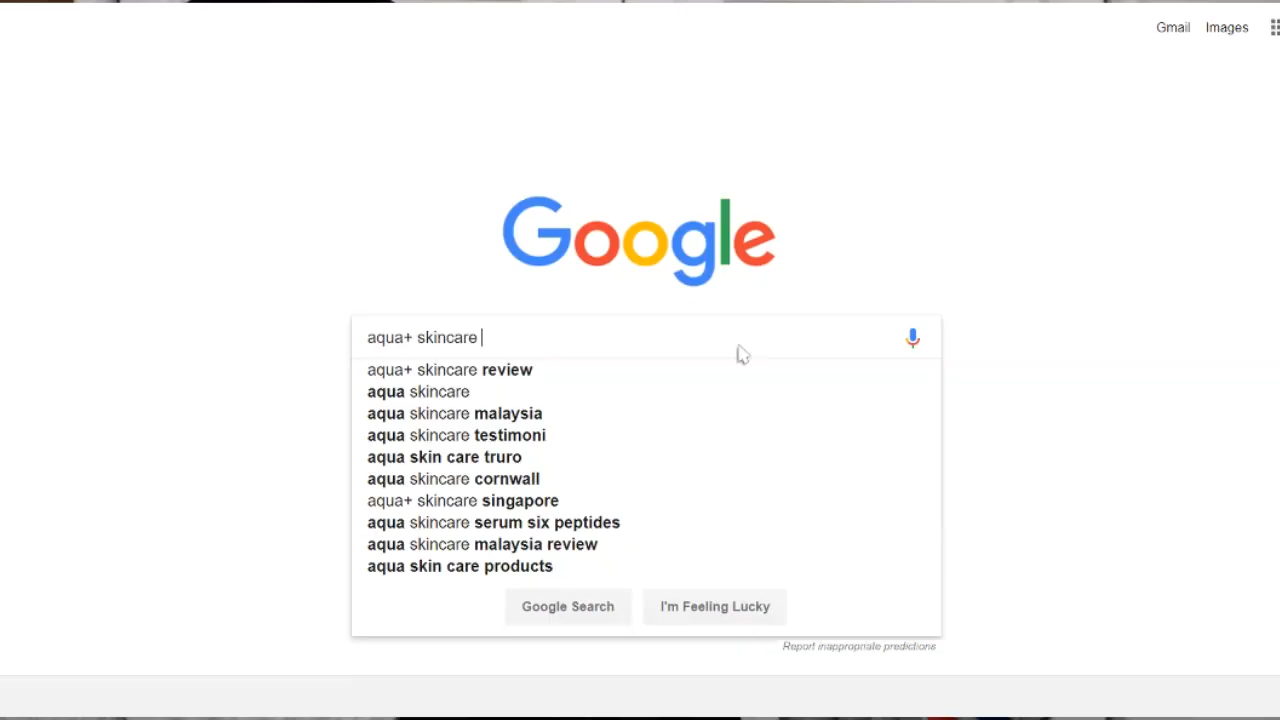 Gmail Images
Google
aqua+ skincare
aqua+ skincare review
aqua skincare
aqua skincare malaysia
aqua skincare testimoni
aqua skin care truro
aqua skincare cornwall
aqua+ skincare singapore
aqua skincare serum six peptides
aqua skincare malaysia review
aqua skin care products
Google Search I'm Feeling Lucky
Report inappropriate predictions